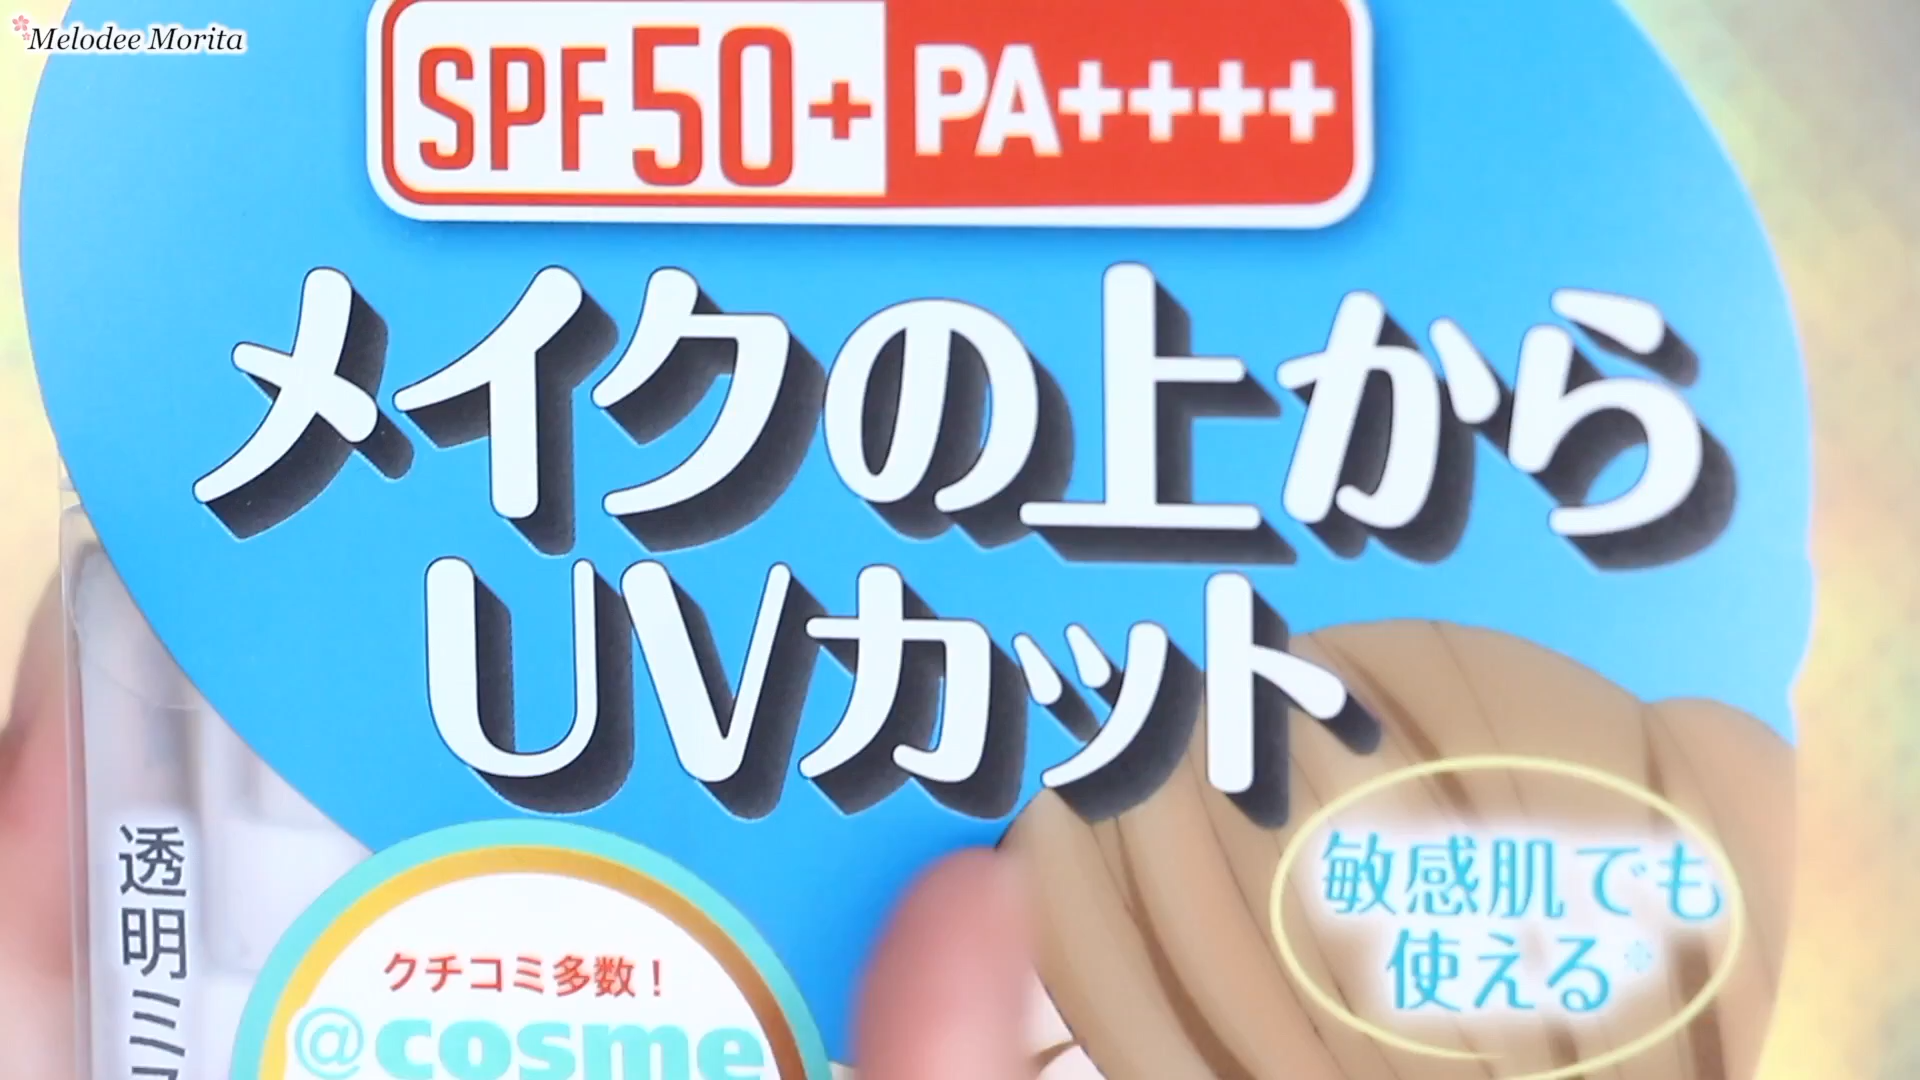 Melodee Morita
SPF50+ PA++++
メイクの上から
UVカット
敏感肌でも
使える※
透明ミ
クチコミ多数！
@cosme